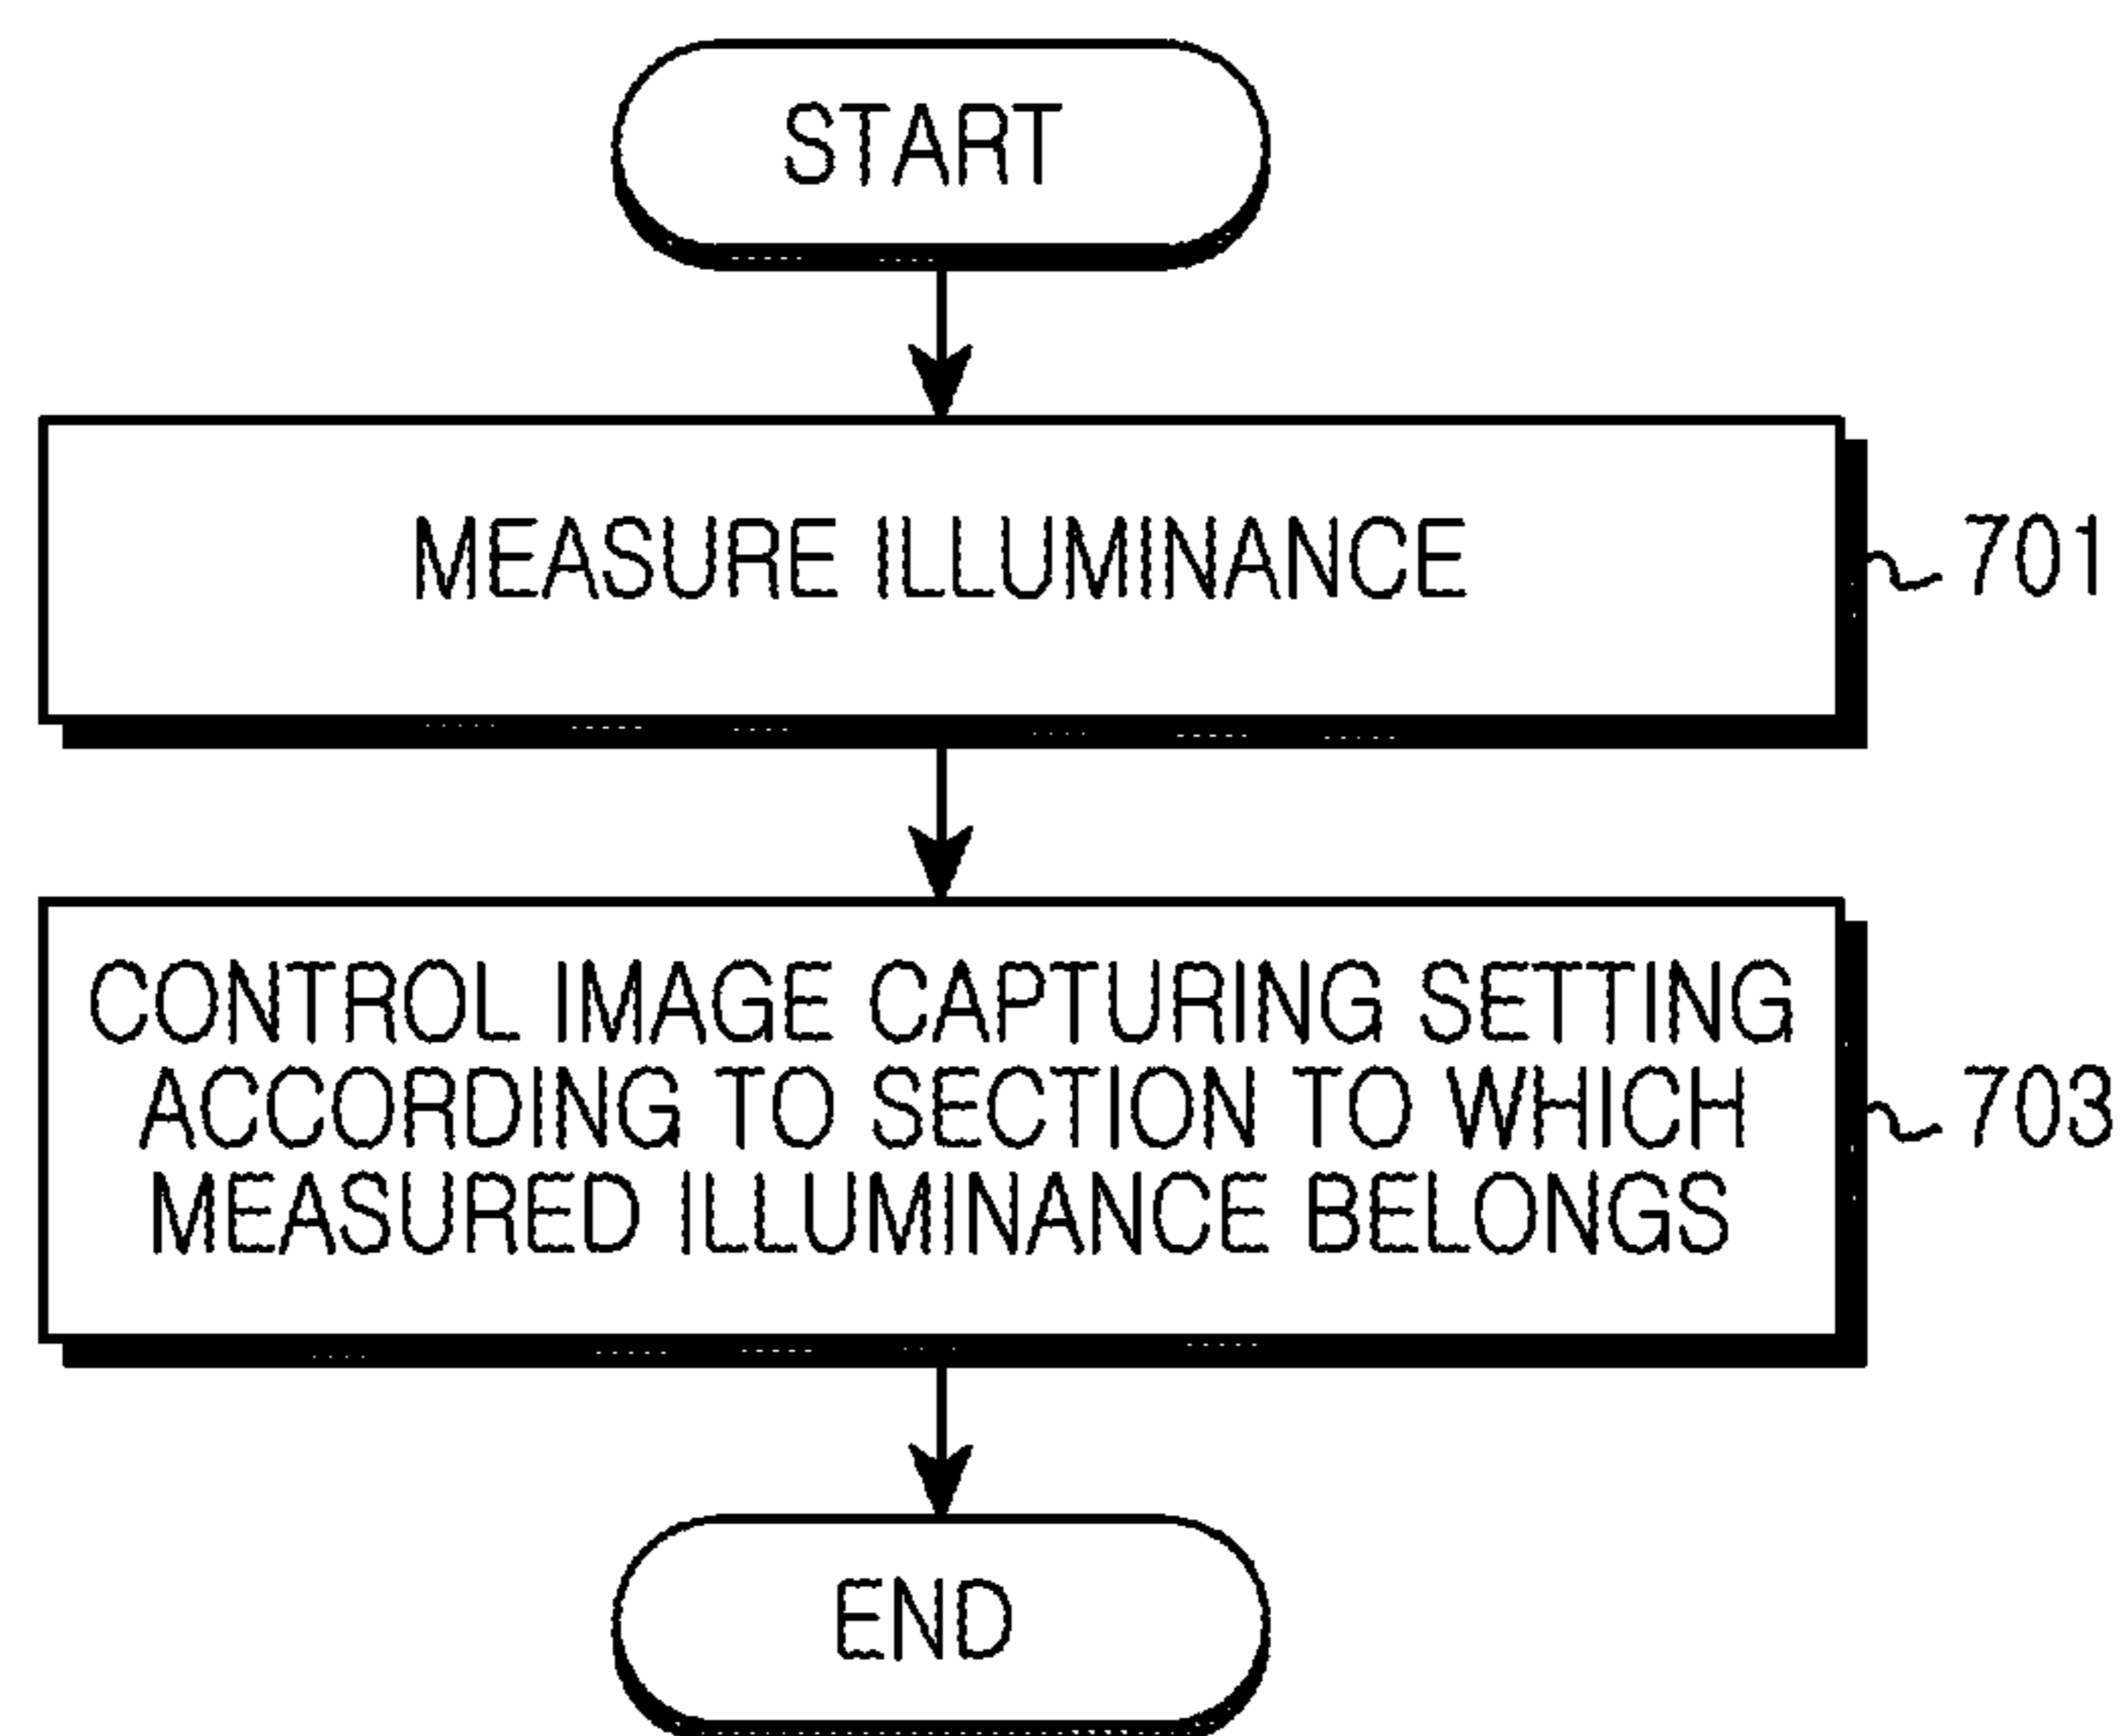 START
MEASURE ILLUMINANCE
701
CONTROL IMAGE CAPTURING SETTING
ACCORDING TO SECTION TO WHICH
MEASURED ILLUMINANCE BELONGS
703
END